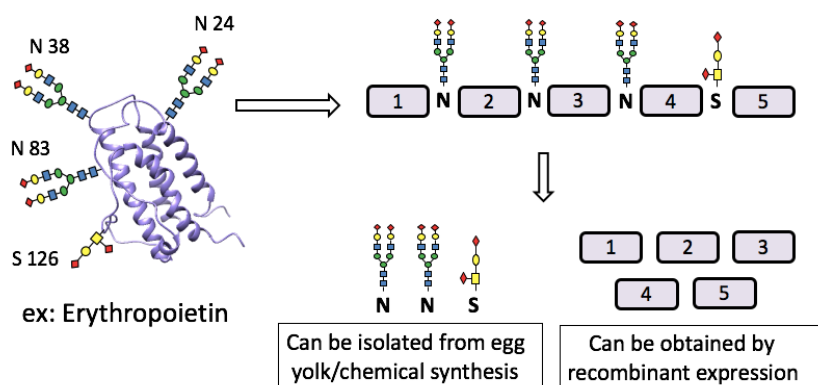 N 38
N 24
N 83
S 126
ex: Erythropoietin
1 N 2 N 3 N 4 S 5
N N S
1 2 3
4 5
Can be isolated from egg
yolk/chemical synthesis
Can be obtained by
recombinant expression